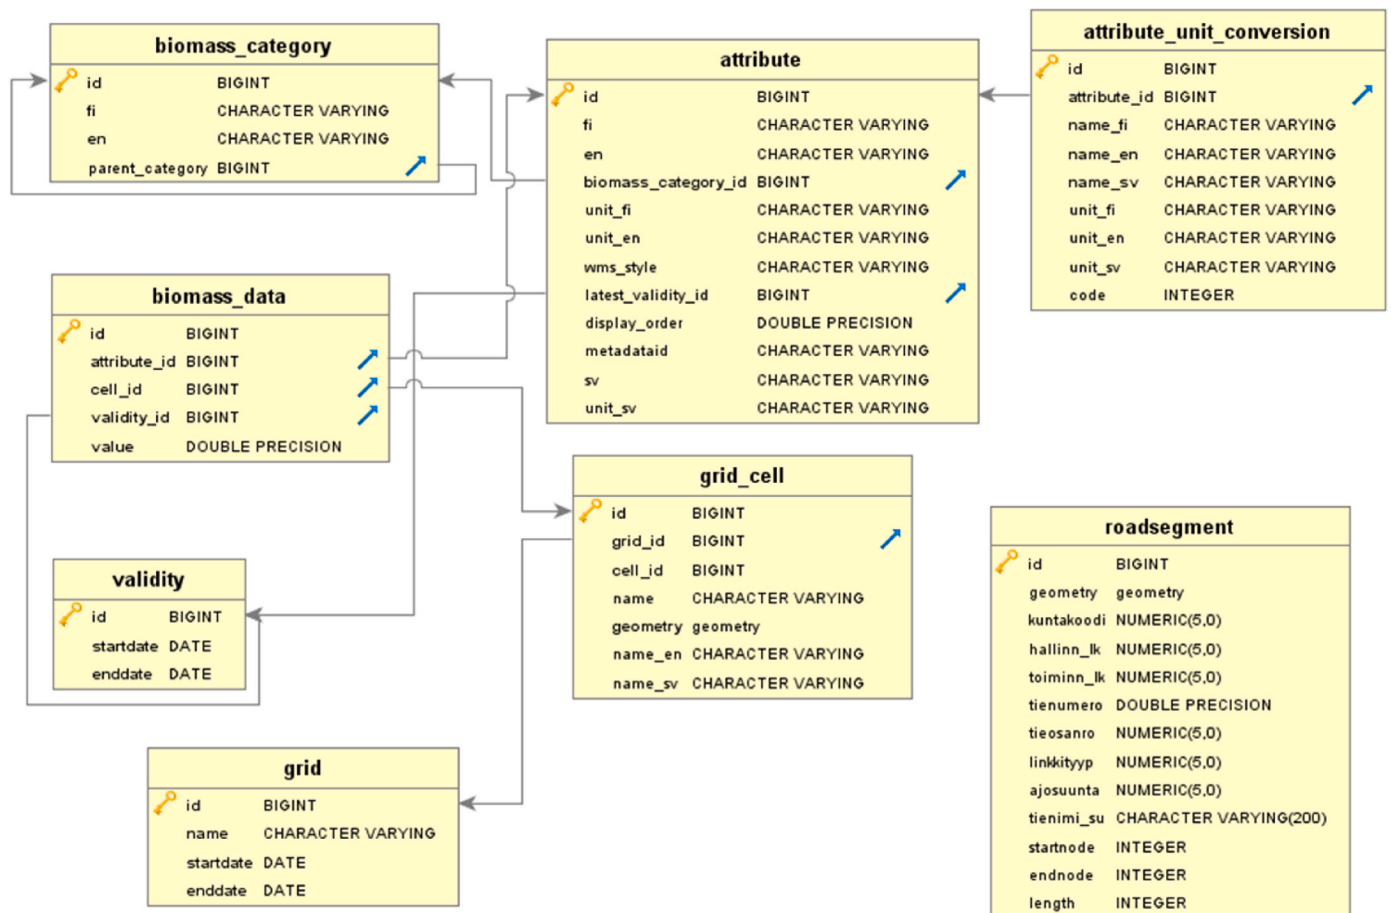 biomass_category
id BIGINT
fi CHARACTER VARYING
en CHARACTER VARYING
parent_category BIGINT
attribute
id BIGINT
fi CHARACTER VARYING
en CHARACTER VARYING
biomass_category_id BIGINT
unit_fi CHARACTER VARYING
unit_en CHARACTER VARYING
wms_style CHARACTER VARYING
latest_validity_id BIGINT
display_order DOUBLE PRECISION
metadataid CHARACTER VARYING
sv CHARACTER VARYING
unit_sv CHARACTER VARYING
attribute_unit_conversion
id BIGINT
attribute_id BIGINT
name_fi CHARACTER VARYING
name_en CHARACTER VARYING
name_sv CHARACTER VARYING
unit_fi CHARACTER VARYING
unit_en CHARACTER VARYING
unit_sv CHARACTER VARYING
code INTEGER
biomass_data
id BIGINT
attribute_id BIGINT
cell_id BIGINT
validity_id BIGINT
value DOUBLE PRECISION
grid_cell
id BIGINT
grid_id BIGINT
cell_id BIGINT
name CHARACTER VARYING
geometry geometry
name_en CHARACTER VARYING
name_sv CHARACTER VARYING
roadsegment
id BIGINT
geometry geometry
kuntakoodi NUMERIC(5,0)
hallinn_lk NUMERIC(5,0)
toiminn_lk NUMERIC(5,0)
tienumero DOUBLE PRECISION
tieosanro NUMERIC(5,0)
linkkityyp NUMERIC(5,0)
ajosuunta NUMERIC(5,0)
tienimi_su CHARACTER VARYING(200)
startnode INTEGER
endnode INTEGER
length INTEGER
validity
id BIGINT
startdate DATE
enddate DATE
grid
id BIGINT
name CHARACTER VARYING
startdate DATE
enddate DATE